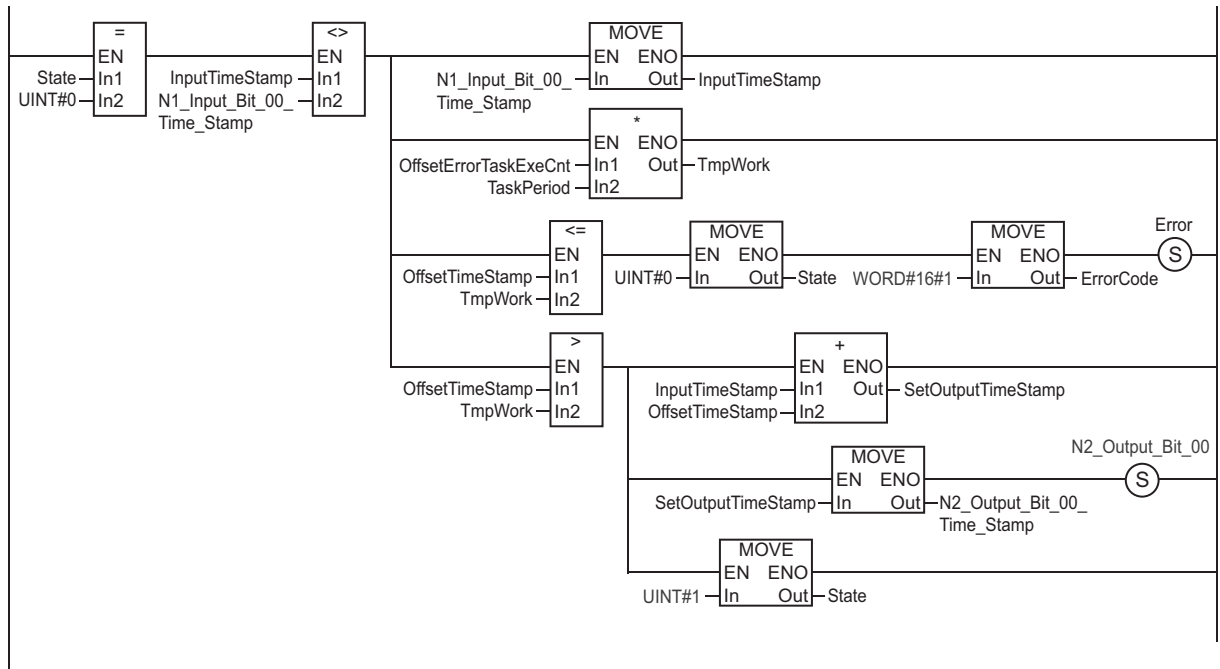 =
<>
MOVE
EN
EN
EN ENO
State
In1
InputTimeStamp
In1
N1_Input_Bit_00_
Time_Stamp
In
Out
InputTimeStamp
UINT#0
In2
N1_Input_Bit_00_
Time_Stamp
In2
*
EN ENO
OffsetErrorTaskExeCnt
In1
Out
TmpWork
TaskPeriod
In2
<=
MOVE
MOVE
Error
EN
EN ENO
EN ENO
S
OffsetTimeStamp
In1
UINT#0
In
Out
State
WORD#16#1
In
Out
ErrorCode
TmpWork
In2
>
+
EN
EN ENO
OffsetTimeStamp
In1
InputTimeStamp
In1
Out
SetOutputTimeStamp
TmpWork
In2
OffsetTimeStamp
In2
MOVE
N2_Output_Bit_00
EN ENO
S
SetOutputTimeStamp
In
Out
N2_Output_Bit_00_
Time_Stamp
MOVE
EN ENO
UINT#1
In
Out
State